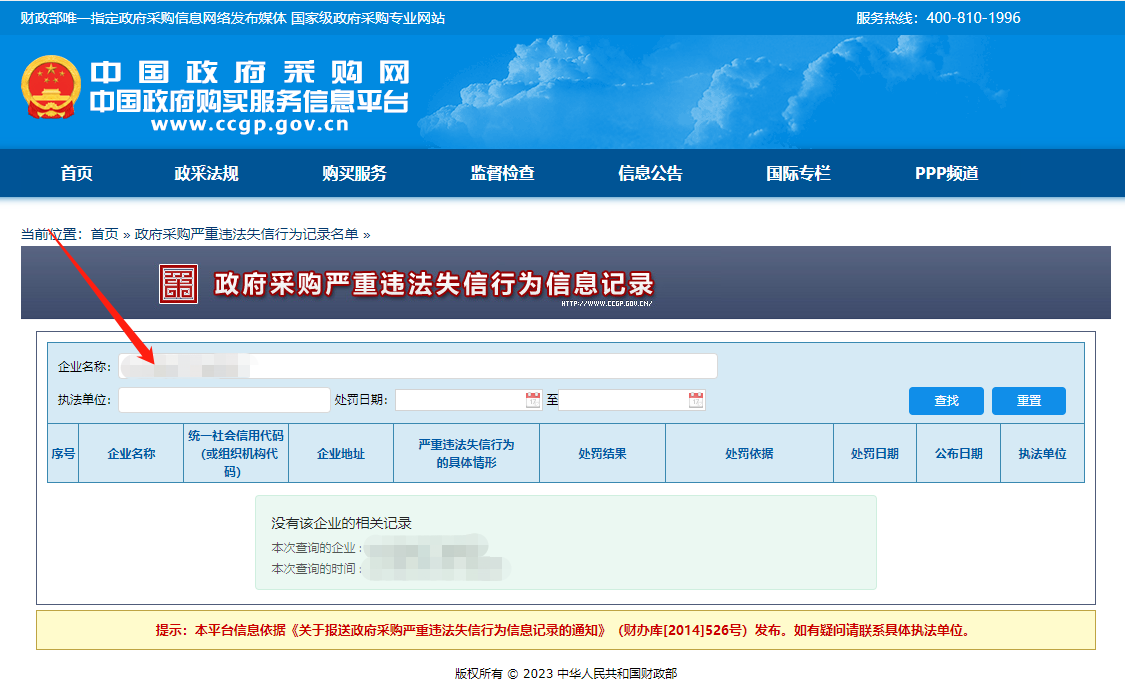 财政部唯一指定政府采购信息网络发布媒体 国家级政府采购专业网站
服务热线：400-810-1996
中国政府采购网
中国政府购买服务信息平台
www.ccgp.gov.cn
首页 政采法规 购买服务 监督检查 信息公告 国际专栏 PPP频道
当前位置：首页 » 政府采购严重违法失信行为记录名单 »
政府采购严重违法失信行为信息记录
HTTP://WWW.CCGP.GOV.CN/
企业名称：
执法单位： 处罚日期： 至 查找 重置
序号 企业名称 统一社会信用代码（或组织机构代码） 企业地址 严重违法失信行为的具体情形 处罚结果 处罚依据 处罚日期 公布日期 执法单位
没有该企业的相关记录
本次查询的企业：
本次查询的时间：
提示：本平台信息依据《关于报送政府采购严重违法失信行为信息记录的通知》（财办库[2014]526号）发布。如有疑问请联系具体执法单位。
版权所有 © 2023 中华人民共和国财政部